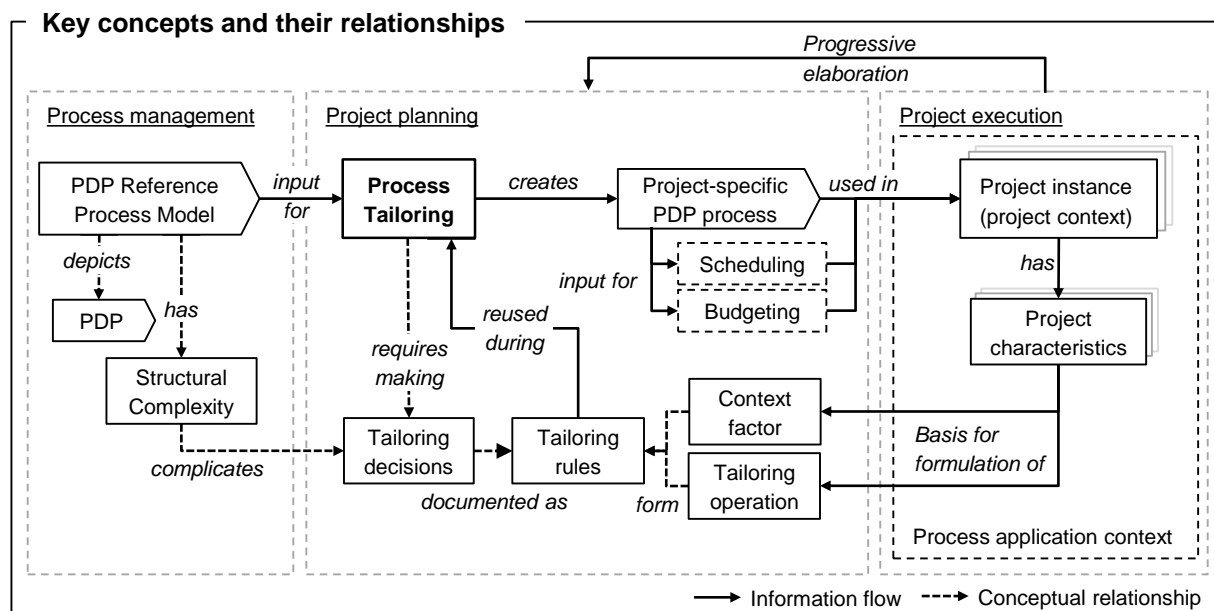 Key concepts and their relationships
Progressive
elaboration
Process management
Project planning
Project execution
PDP Reference
Process Model
input
for
Process
Tailoring
creates
Project-specific
PDP process
used in
Project instance
(project context)
depicts
has
PDP
Structural
Complexity
complicates
requires
making
reused
during
input for
Scheduling
Budgeting
has
Project
characteristics
Tailoring
decisions
documented as
Tailoring
rules
form
Context
factor
Tailoring
operation
Basis for
formulation of
Process application context
Information flow
Conceptual relationship